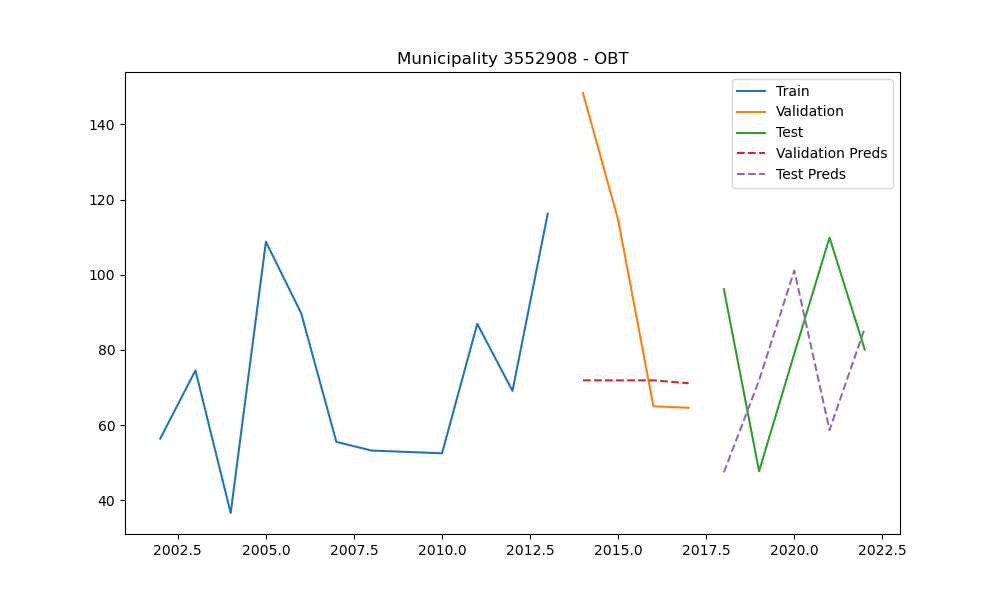 Municipality 3552908 - OBT
Train
Validation
Test
Validation Preds
Test Preds
140
120
100
80
60
40
2002.5 2005.0 2007.5 2010.0 2012.5 2015.0 2017.5 2020.0 2022.5